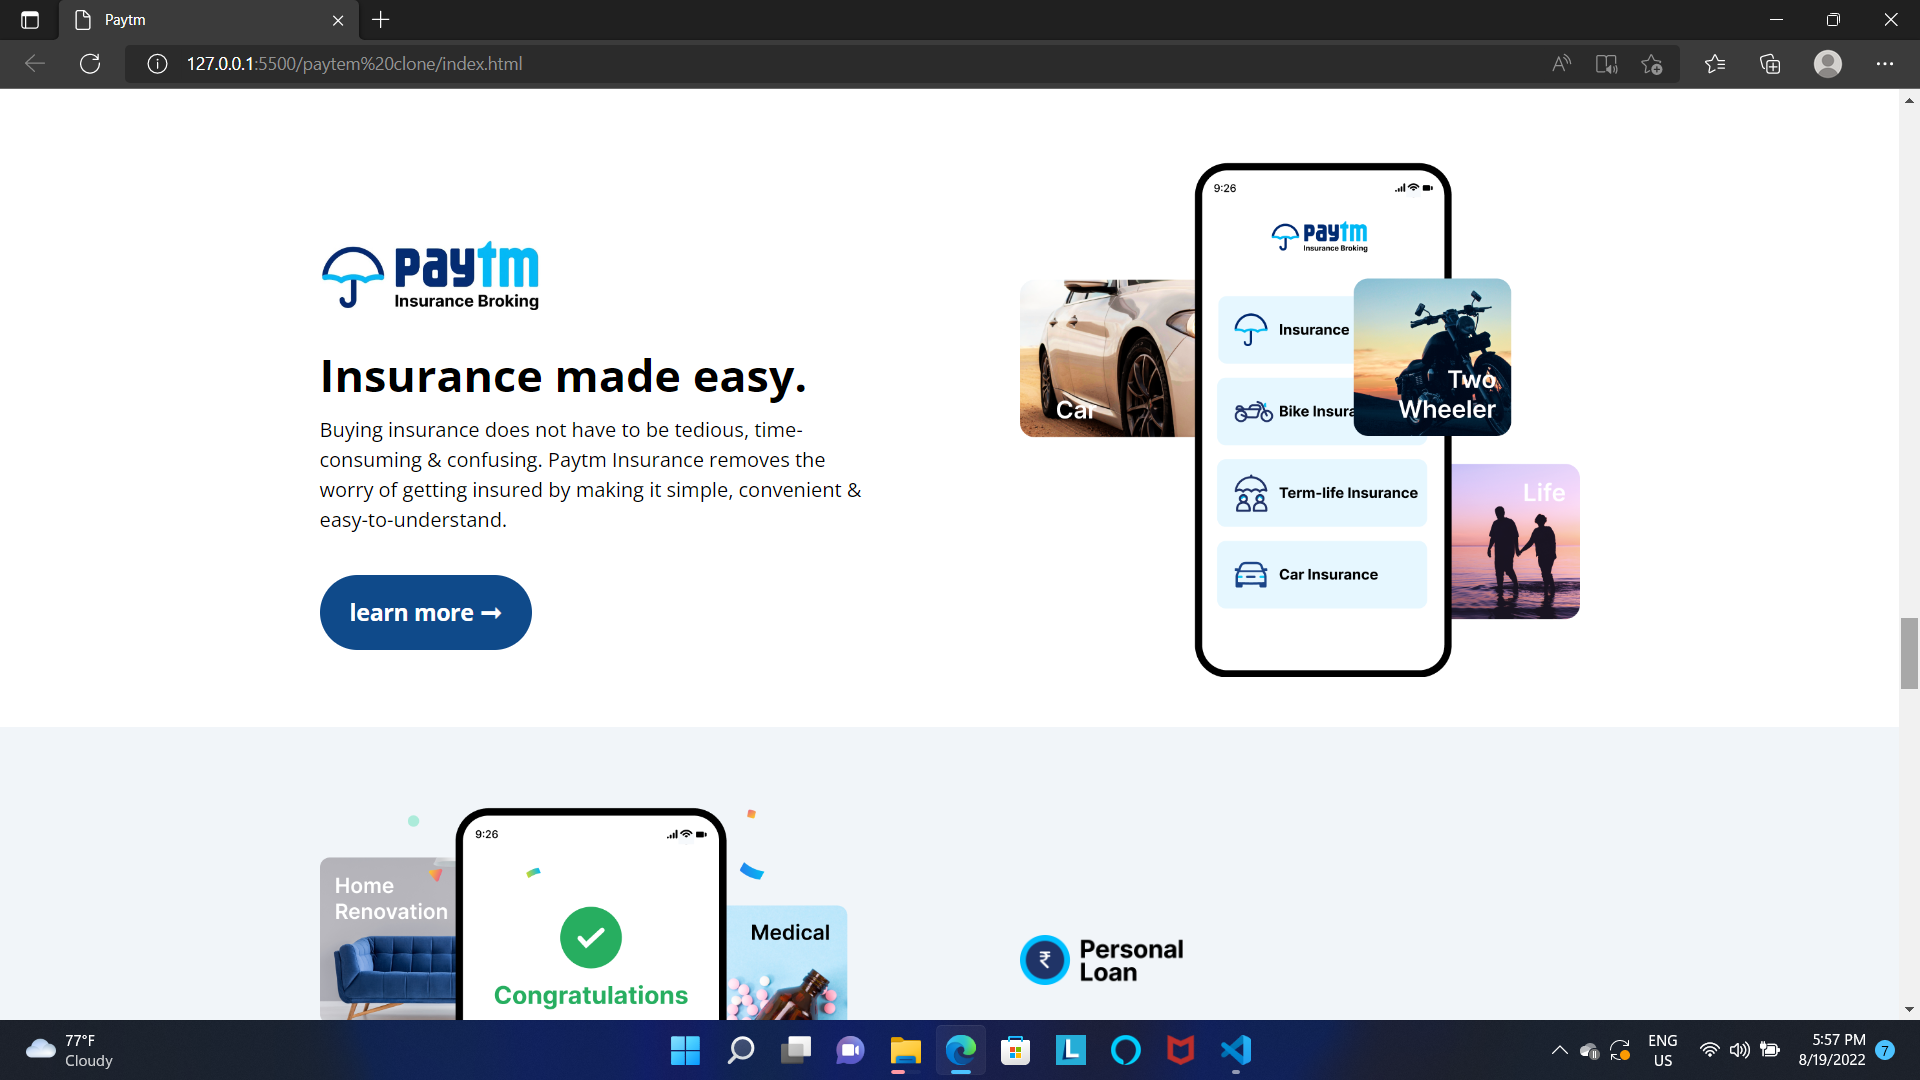 Paytm
127.0.0.1:5500/paytem%20clone/index.html
paytm
Insurance Broking
Insurance made easy.
Buying insurance does not have to be tedious, time-
consuming & confusing. Paytm Insurance removes the
worry of getting insured by making it simple, convenient &
easy-to-understand.
learn more →
9:26
paytm
Insurance Broking
Car
Insurance
Two
Wheeler
Bike Insura
Term-life Insurance
Life
Car Insurance
9:26
Home
Renovation
Medical
Congratulations
₹
Personal
Loan
77°F
Cloudy
L
ENG
US
5:57 PM
8/19/2022
7